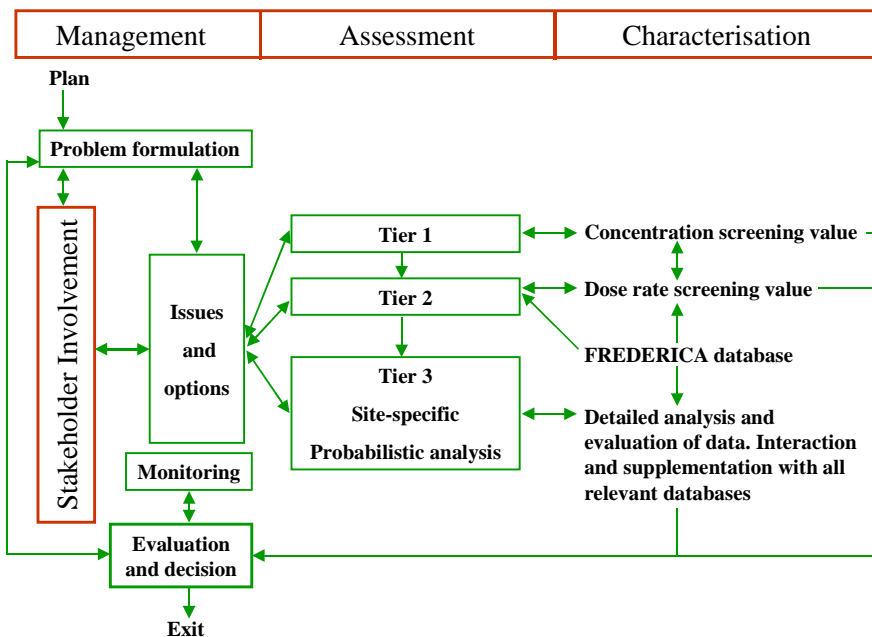 Management
Assessment
Characterisation
Plan
Problem formulation
Stakeholder Involvement
Issues
and
options
Monitoring
Evaluation
and decision
Exit
Tier 1
Tier 2
Tier 3
Site-specific
Probabilistic analysis
Concentration screening value
Dose rate screening value
FREDERICA database
Detailed analysis and
evaluation of data. Interaction
and supplementation with all
relevant databases